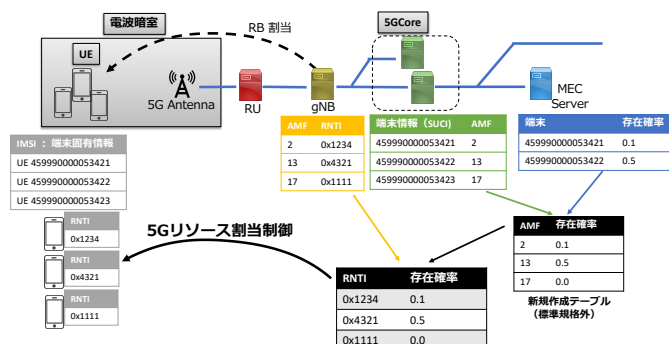 電波暗室
UE
RB 割当
5GCore
5G Antenna
RU
gNB
MEC
Server
IMSI : 端末固有情報
UE 459990000053421
UE 459990000053422
UE 459990000053423
AMF RNTI
2 0x1234
13 0x4321
17 0x1111
端末情報（SUCI） AMF
459990000053421 2
459990000053422 13
459990000053423 17
端末 存在確率
459990000053421 0.1
459990000053422 0.5
RNTI
0x1234
RNTI
0x4321
RNTI
0x1111
5Gリソース割当制御
AMF 存在確率
2 0.1
13 0.5
17 0.0
新規作成テーブル
（標準規格外）
RNTI 存在確率
0x1234 0.1
0x4321 0.5
0x1111 0.0